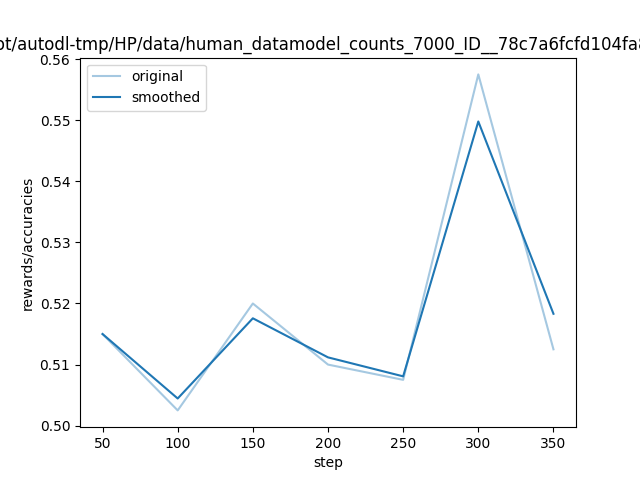 ot/autodl-tmp/HP/data/human_datamodel_counts_7000_ID__78c7a6fcfd104fa8
original
smoothed
rewards/accuracies
0.56
0.55
0.54
0.53
0.52
0.51
0.50
50 100 150 200 250 300 350
step